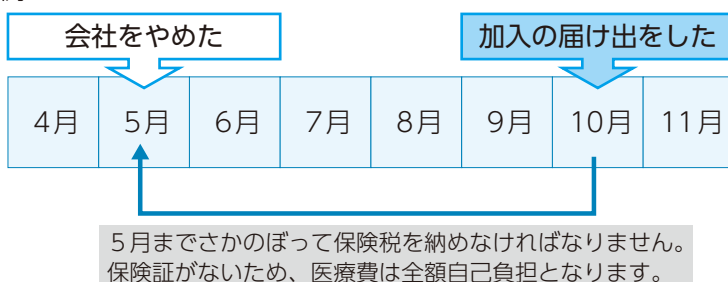 会社をやめた
加入の届け出をした
4月 5月 6月 7月 8月 9月 10月 11月
５月までさかのぼって保険税を納めなければなりません。
保険証がないため、医療費は全額自己負担となります。